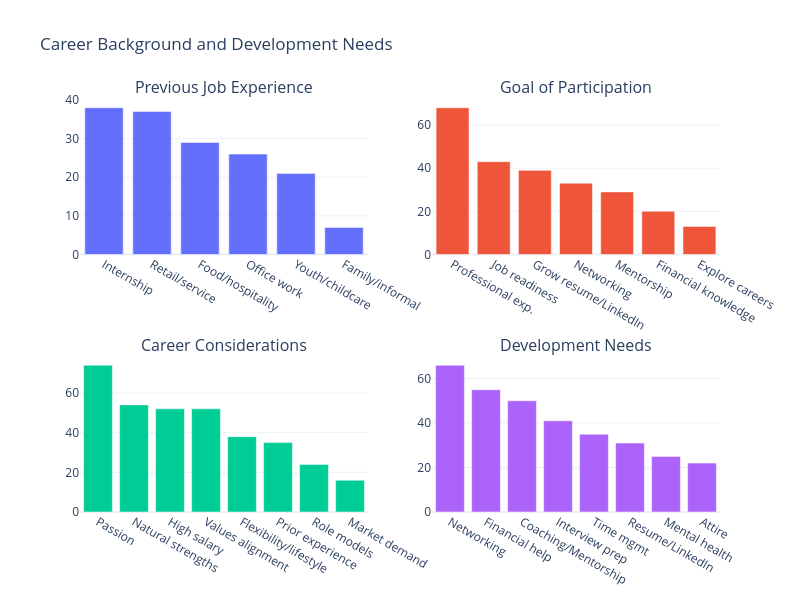 Career Background and Development Needs
Previous Job Experience
40
30
20
10
0
Internship
Retail/service
Food/hospitality
Office work
Youth/childcare
Family/informal
Goal of Participation
60
40
20
0
Professional exp.
Job readiness
Grow resume/LinkedIn
Networking
Mentorship
Financial knowledge
Explore careers
Career Considerations
60
40
20
0
Passion
Natural strengths
High salary
Values alignment
Flexibility/lifestyle
Prior experience
Role models
Market demand
Development Needs
60
40
20
0
Networking
Financial help
Coaching/Mentorship
Interview prep
Time mgmt
Resume/LinkedIn
Mental health
Attire